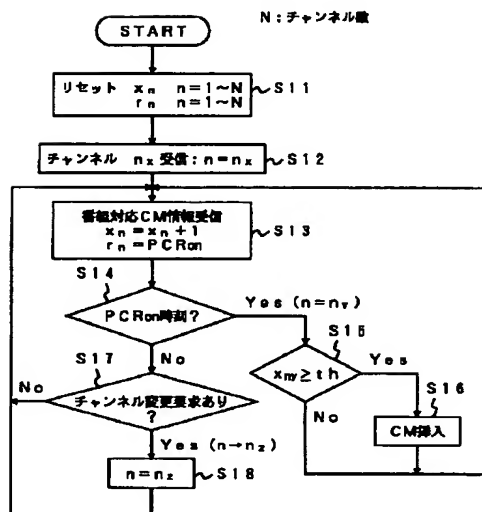 N：チャンネル数
START
リセット xn n=1~N
rn n=1~N
S11
チャンネル nx 受信：n=nx
S12
番組対応CM情報受信
xn=xn+1
rn=PCRon
S13
S14
PCRon時刻？
Yes (n=ny)
No
S15
xny≧th
Yes
No
S16
CM挿入
S17
チャンネル変更要求あり
？
No
Yes (n→nz)
n=nz
S18